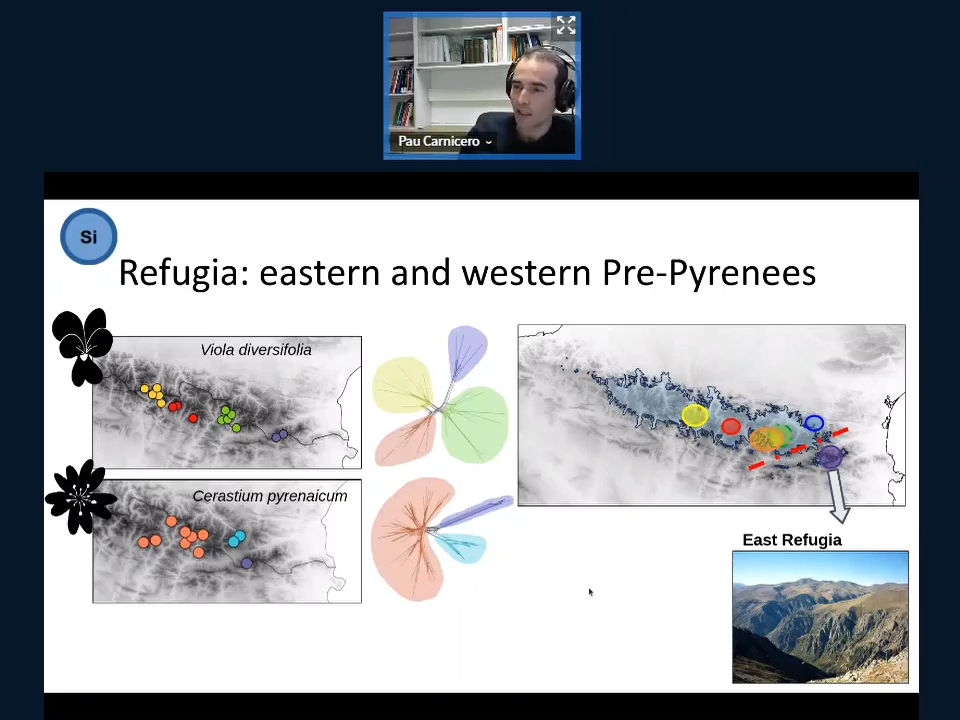 Pau Carnicero
Si
Refugia: eastern and western Pre-Pyrenees
Viola diversifolia
Cerastium pyrenaicum
East Refugia